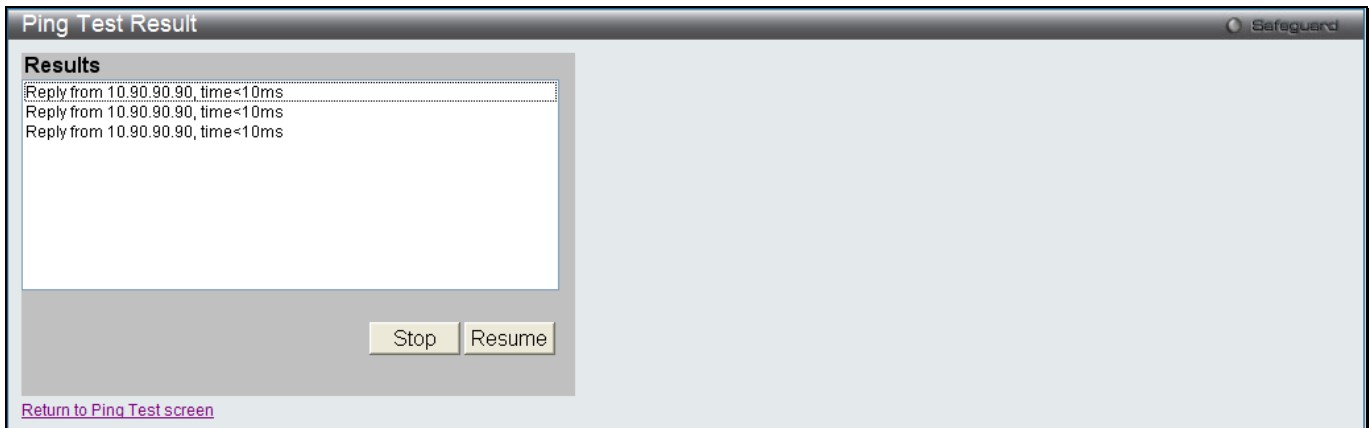 Ping Test Result
Safeguard
Results
Reply from 10.90.90.90, time<10ms
Reply from 10.90.90.90, time<10ms
Reply from 10.90.90.90, time<10ms
Stop Resume
Return to Ping Test screen